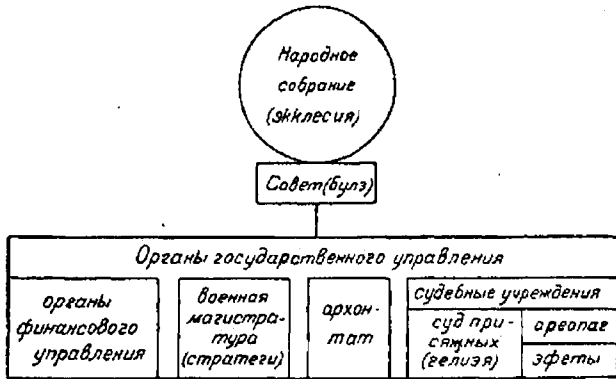 Народное
собрание
(экклесия)
Совет(булэ)
Органы государственного управления
органы
финансового
управления
военная
магистра-
тура
(стратеги)
архон-
тат
судебные учреждения
суд при-
сяжных
(гелиэя)
ареопаг
эфеты